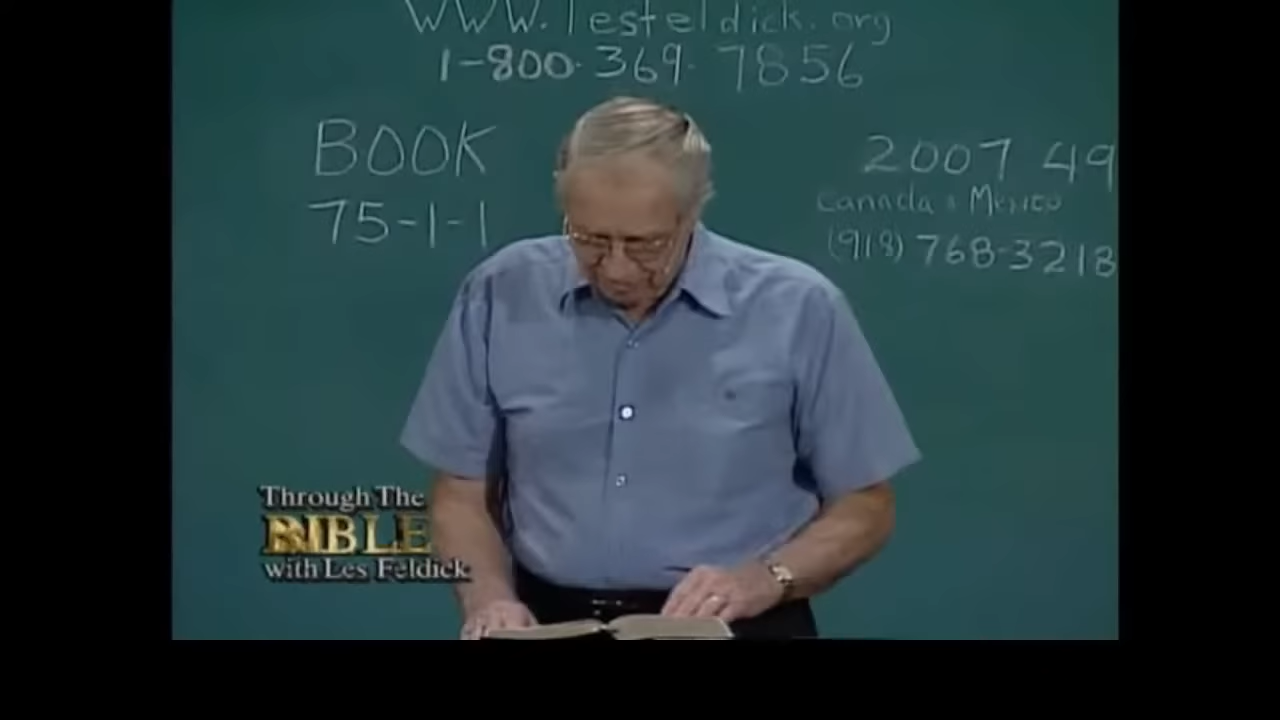 www.lesfeldick.org
1-800-369-7856
BOOK
75-1-1
2007 49
Canada & Mexico
(918) 768-3218
Through The
BIBLE
with Les Feldick